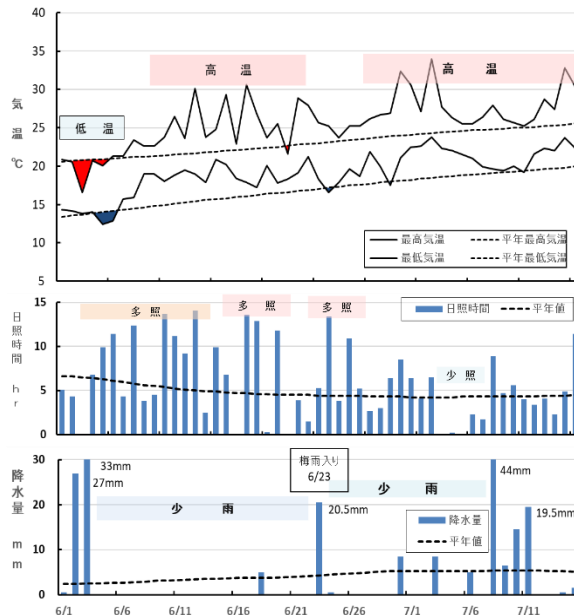 40
35
30
25
20
15
10
5
気温 ℃
高 温
高 温
低 温
最高気温
平年最高気温
最低気温
平年最低気温
15
10
5
0
日照時間 hr
多 照
多 照
多 照
少 照
日照時間
平年値
30
20
10
0
降水量 mm
33mm
27mm
少 雨
梅雨入り
6/23
20.5mm
少 雨
44mm
19.5mm
降水量
平年値
6/1 6/6 6/11 6/16 6/21 6/26 7/1 7/6 7/11